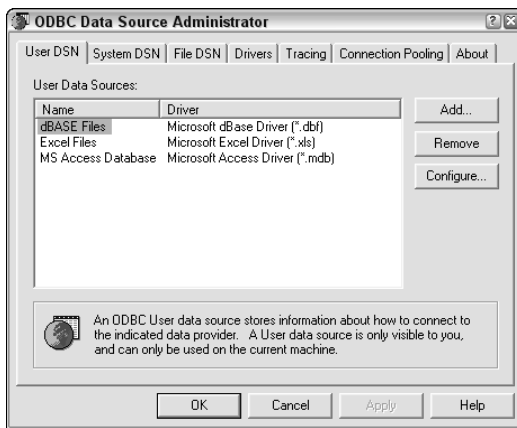 ODBC Data Source Administrator
User DSN System DSN File DSN Drivers Tracing Connection Pooling About
User Data Sources:
Name Driver
dBASE Files Microsoft dBase Driver (*.dbf)
Excel Files Microsoft Excel Driver (*.xls)
MS Access Database Microsoft Access Driver (*.mdb)
Add...
Remove
Configure...
An ODBC User data source stores information about how to connect to
the indicated data provider. A User data source is only visible to you,
and can only be used on the current machine.
OK Cancel Apply Help